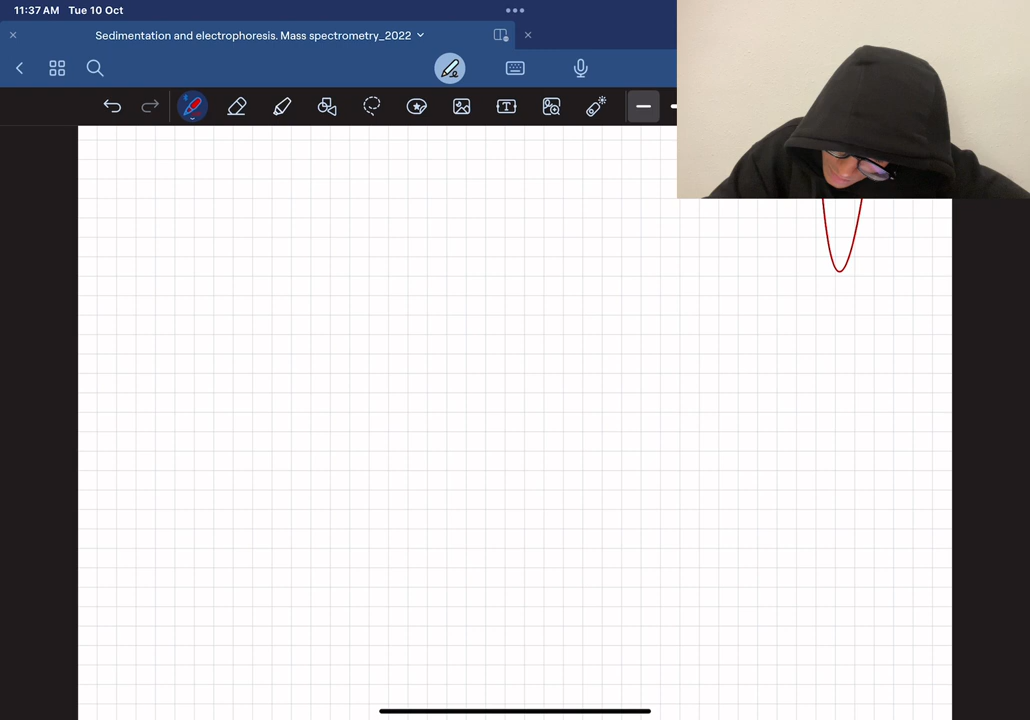 11:37 AM Tue 10 Oct
Sedimentation and electrophoresis. Mass spectrometry_2022
T